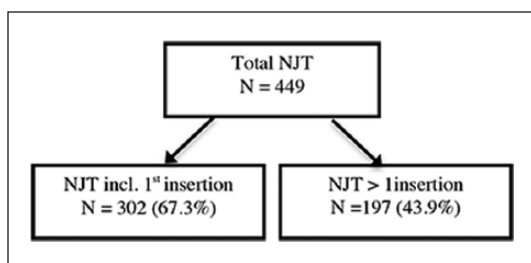 Total NJT
N = 449
NJT incl. 1st insertion
N = 302 (67.3%)
NJT > 1insertion
N =197 (43.9%)